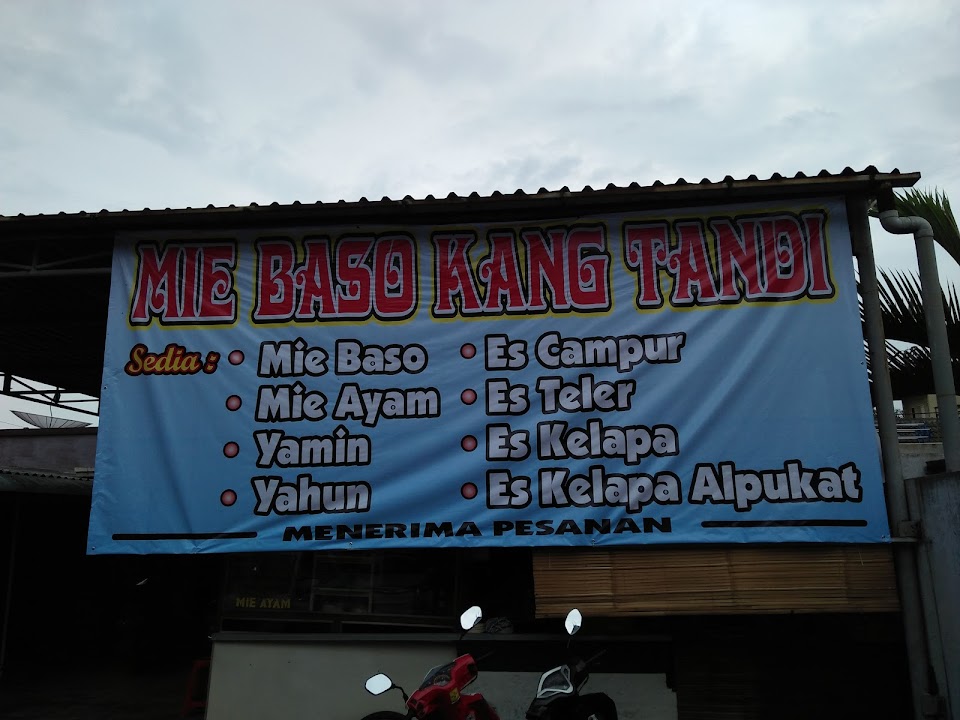 MIE BASO KANG TANDI
Sedia :
• Mie Baso
• Mie Ayam
• Yamin
• Yahun
• Es Campur
• Es Teler
• Es Kelapa
• Es Kelapa Alpukat
MENERIMA PESANAN
MIE AYAM